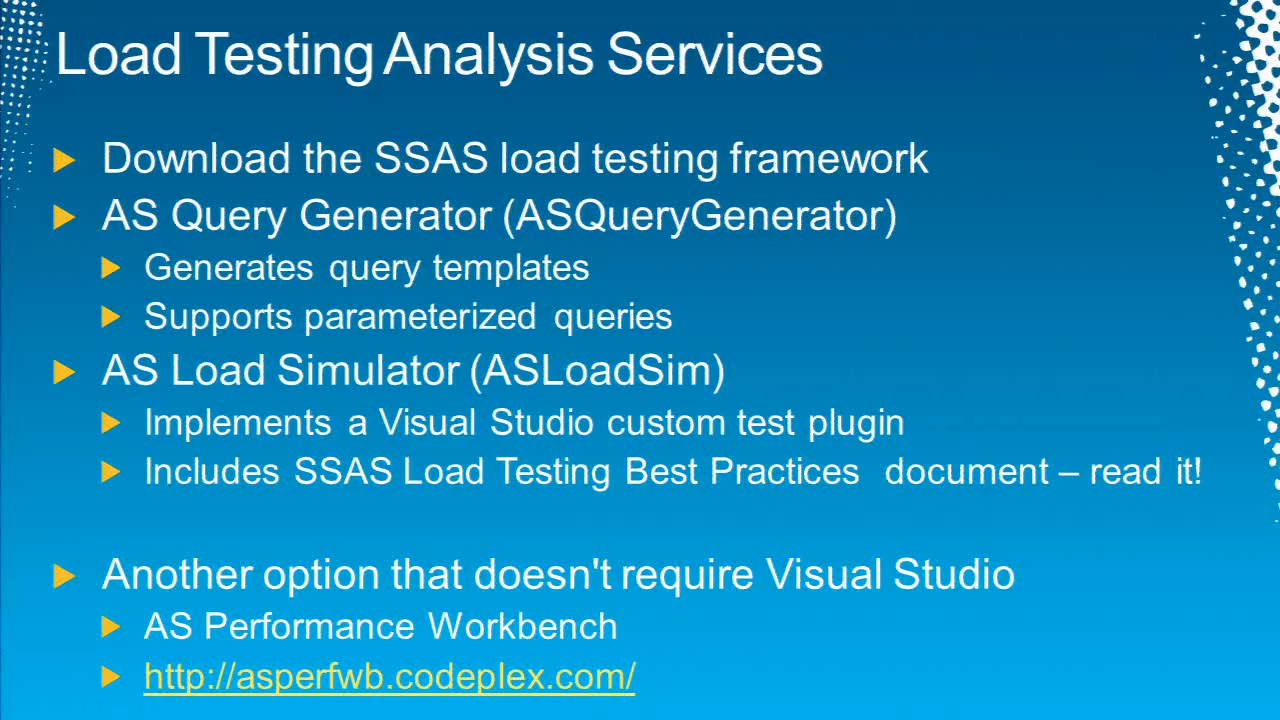 Load Testing Analysis Services
Download the SSAS load testing framework
AS Query Generator (ASQueryGenerator)
Generates query templates
Supports parameterized queries
AS Load Simulator (ASLoadSim)
Implements a Visual Studio custom test plugin
Includes SSAS Load Testing Best Practices document – read it!
Another option that doesn't require Visual Studio
AS Performance Workbench
http://asperfwb.codeplex.com/